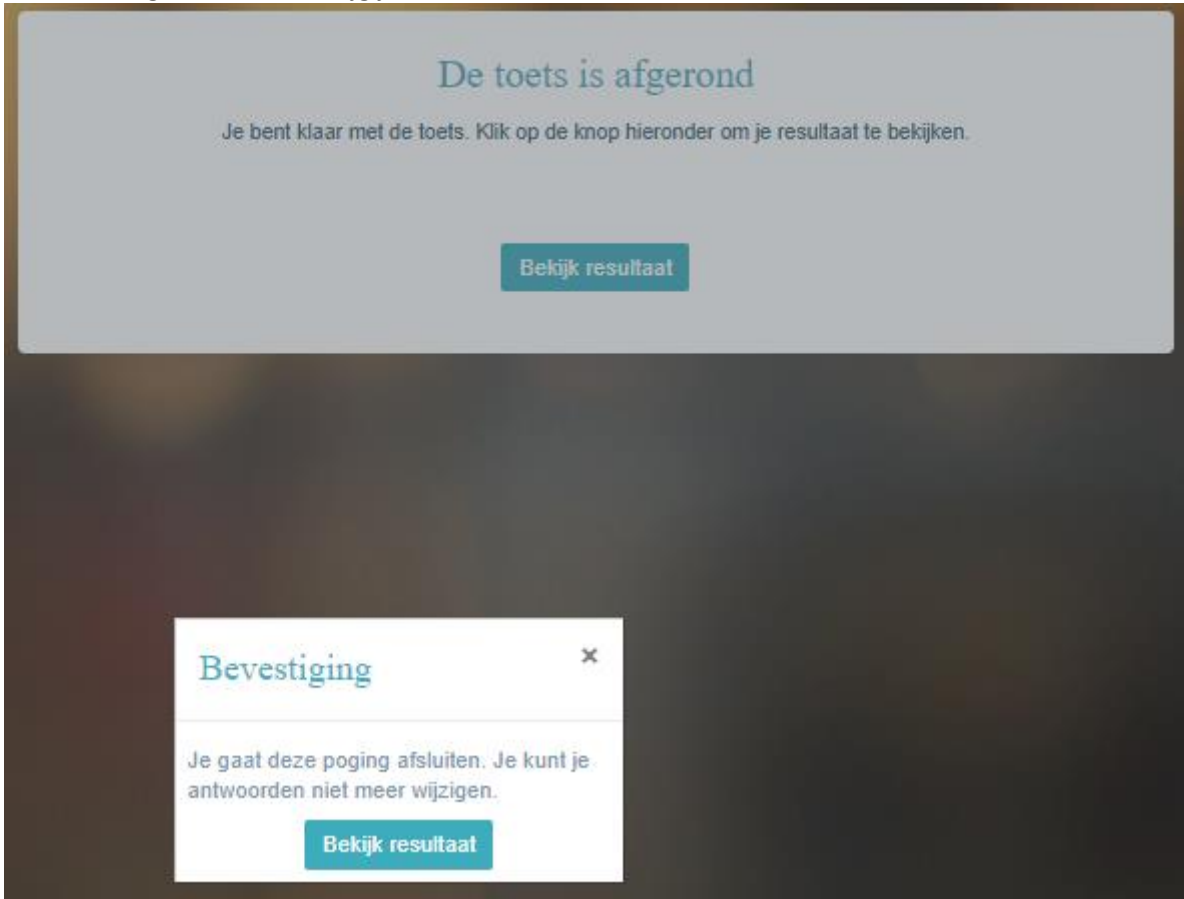 De toets is afgerond
Je bent klaar met de toets. Klik op de knop hieronder om je resultaat te bekijken.
Bekijk resultaat
Bevestiging ×
Je gaat deze poging afsluiten. Je kunt je
antwoorden niet meer wijzigen.
Bekijk resultaat